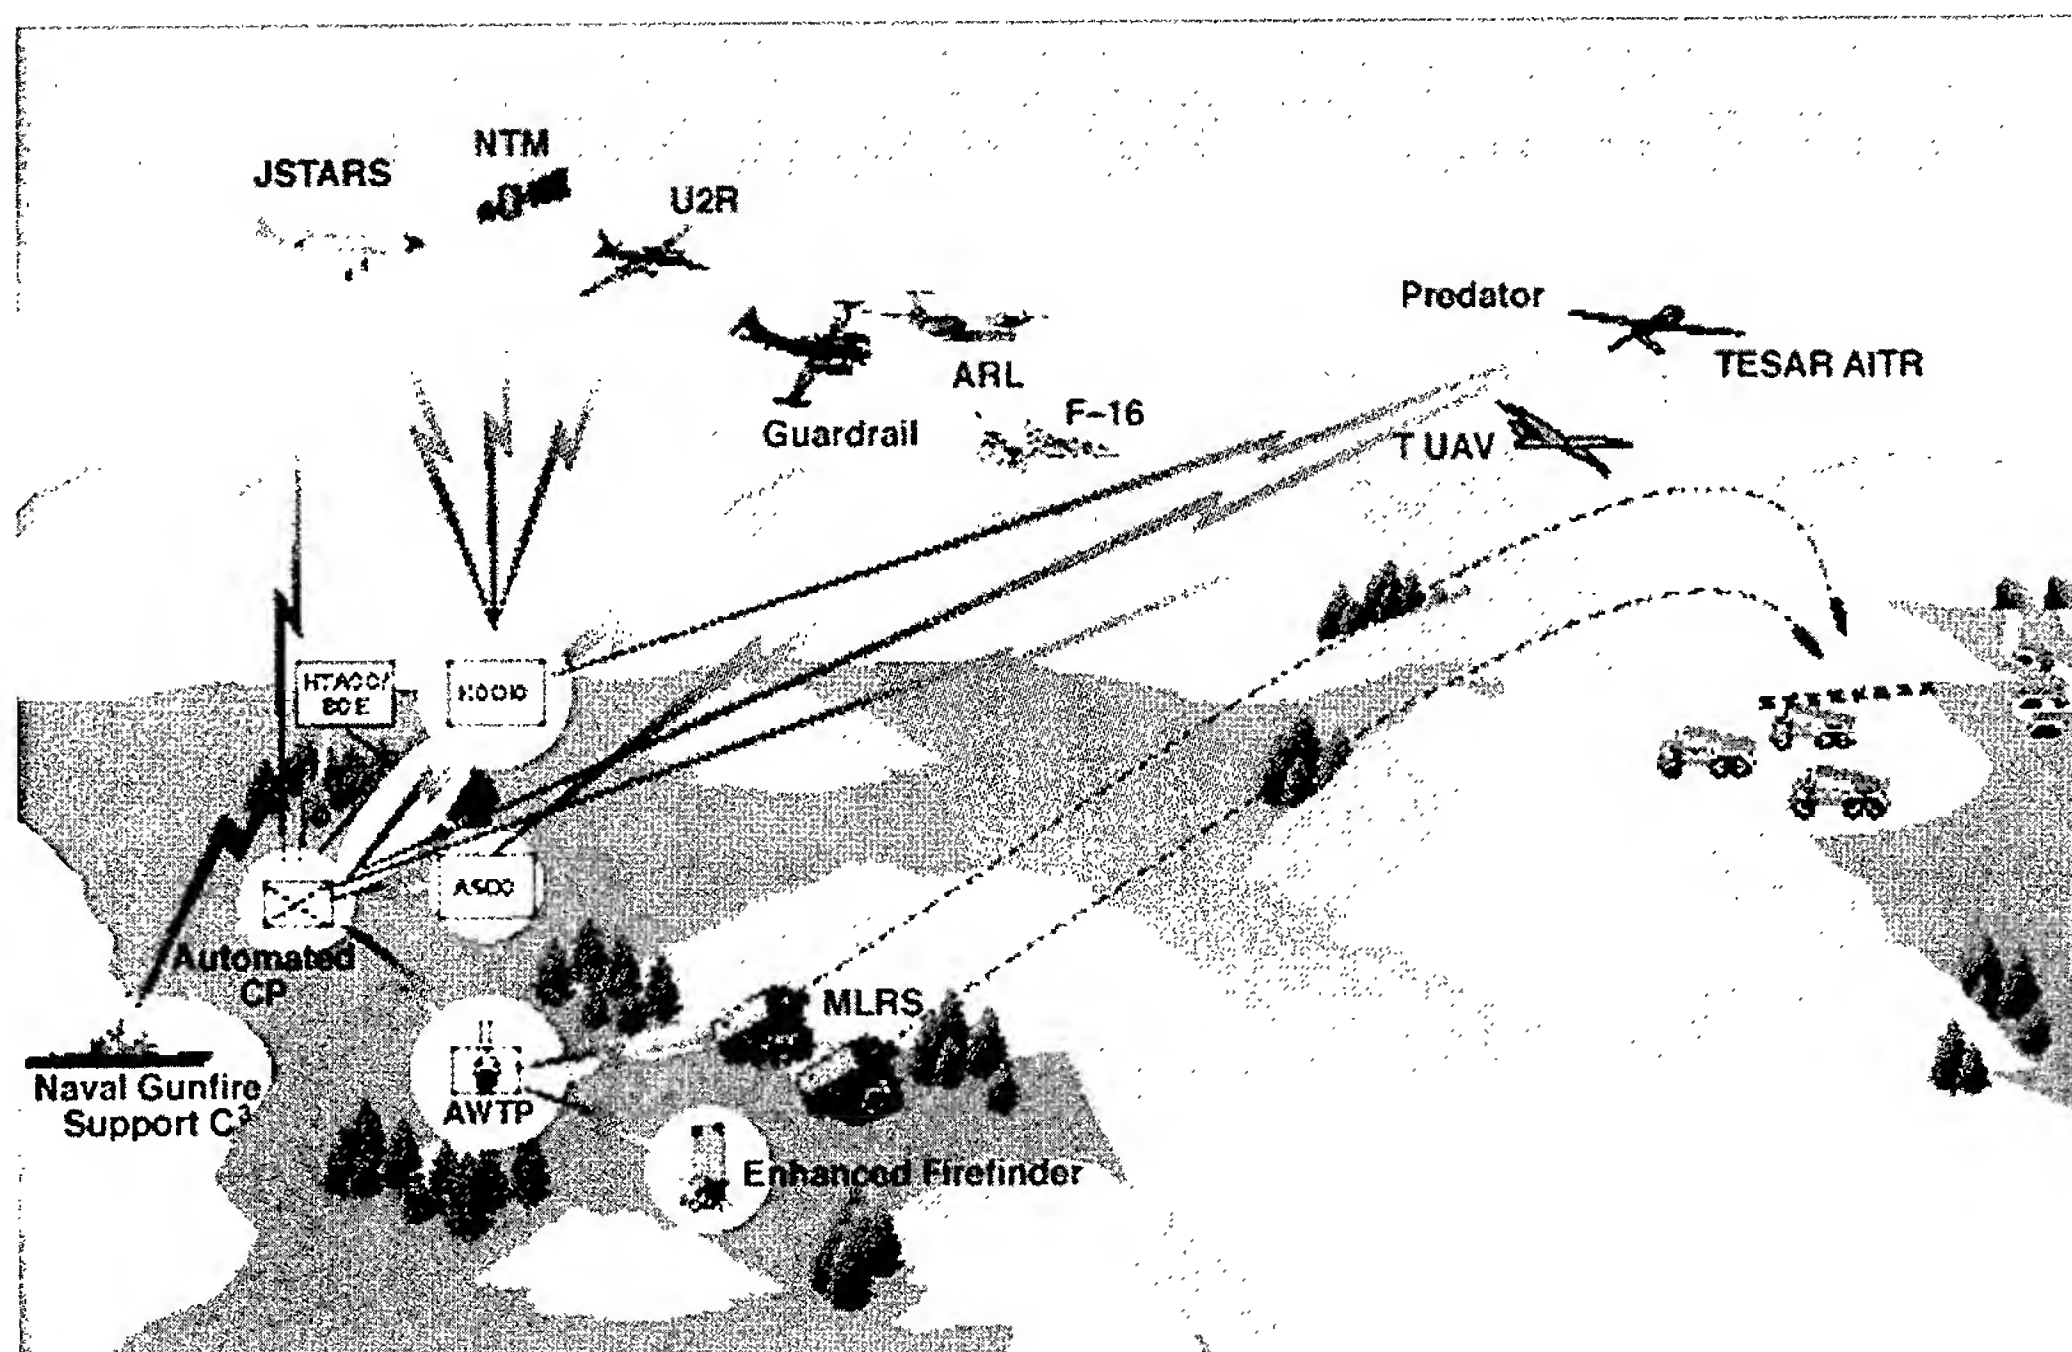 NTM
JSTARS
U2R
Predator
TESAR AITR
ARL
F-16
Guardrail
T UAV
Automated
CP
MLRS
Naval Gunfire
Support C³
AWTP
Enhanced Firefinder